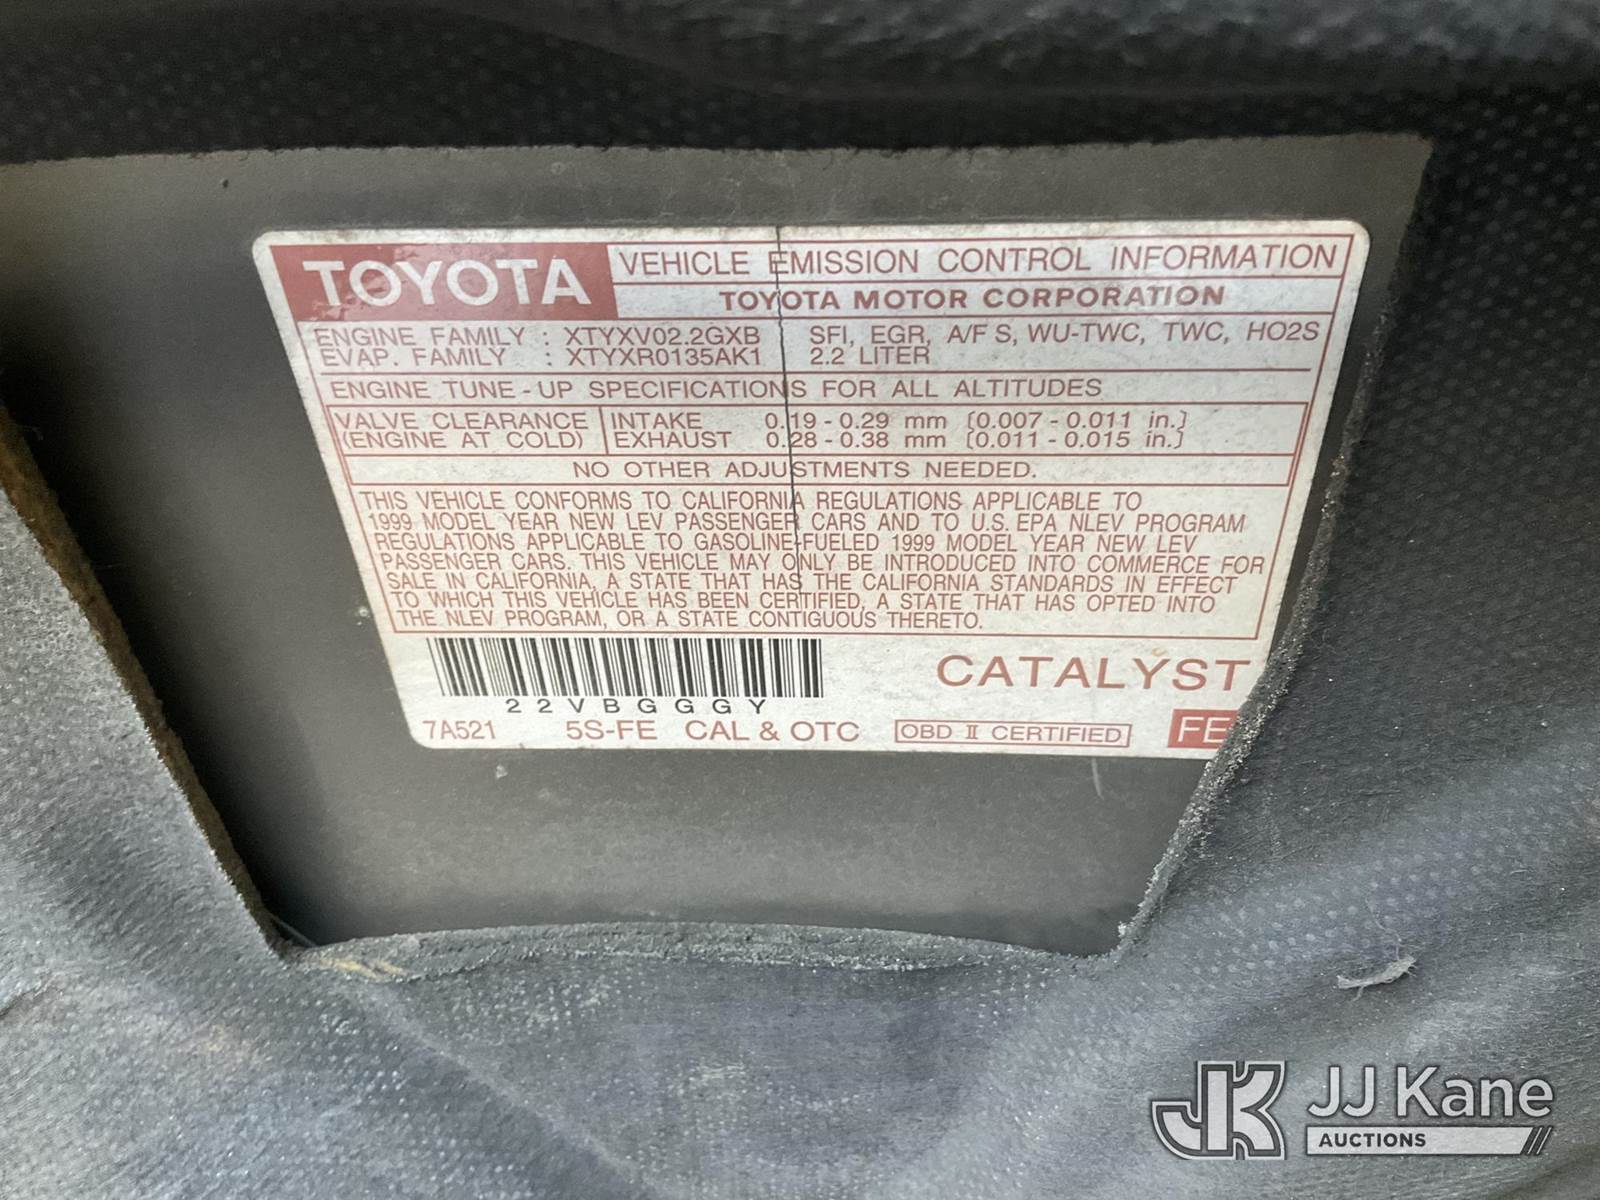 TOYOTA VEHICLE EMISSION CONTROL INFORMATION
TOYOTA MOTOR CORPORATION
ENGINE FAMILY : XTYXV02.2GXB SFI, EGR, A/F S, WU-TWC, TWC, HO2S
EVAP. FAMILY : XTYXR0135AK1 2.2 LITER
ENGINE TUNE-UP SPECIFICATIONS FOR ALL ALTITUDES
VALVE CLEARANCE INTAKE 0.19 - 0.29 mm [0.007 - 0.011 in.]
(ENGINE AT COLD) EXHAUST 0.28 - 0.38 mm [0.011 - 0.015 in.]
NO OTHER ADJUSTMENTS NEEDED.
THIS VEHICLE CONFORMS TO CALIFORNIA REGULATIONS APPLICABLE TO
1999 MODEL YEAR NEW LEV PASSENGER CARS AND TO U.S. EPA NLEV PROGRAM
REGULATIONS APPLICABLE TO GASOLINE-FUELED 1999 MODEL YEAR NEW LEV
PASSENGER CARS. THIS VEHICLE MAY ONLY BE INTRODUCED INTO COMMERCE FOR
SALE IN CALIFORNIA, A STATE THAT HAS THE CALIFORNIA STANDARDS IN EFFECT
TO WHICH THIS VEHICLE HAS BEEN CERTIFIED, A STATE THAT HAS OPTED INTO
THE NLEV PROGRAM, OR A STATE CONTIGUOUS THERETO.
22VBGGGY
CATALYST
7A521 5S-FE CAL & OTC OBD II CERTIFIED FE
JK JJ Kane
AUCTIONS